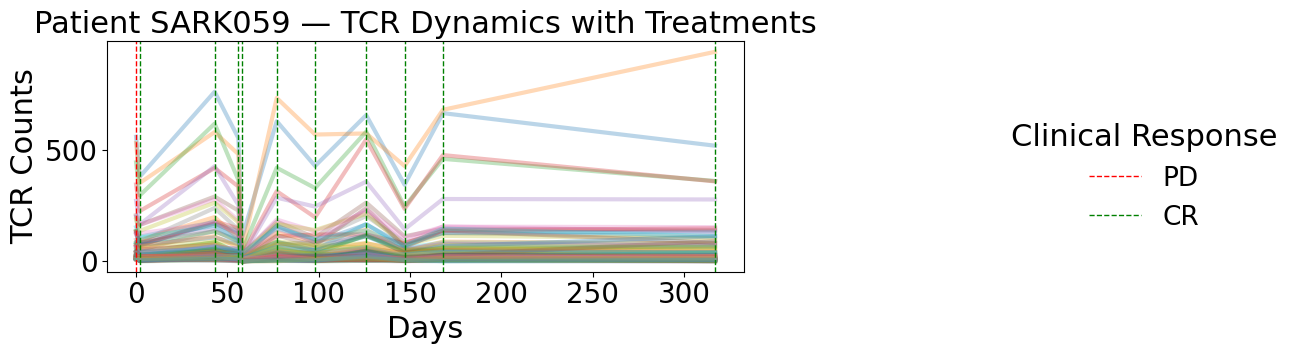 Patient SARK059 — TCR Dynamics with Treatments
TCR Counts
500
0
0 50 100 150 200 250 300
Days
Clinical Response
PD
CR